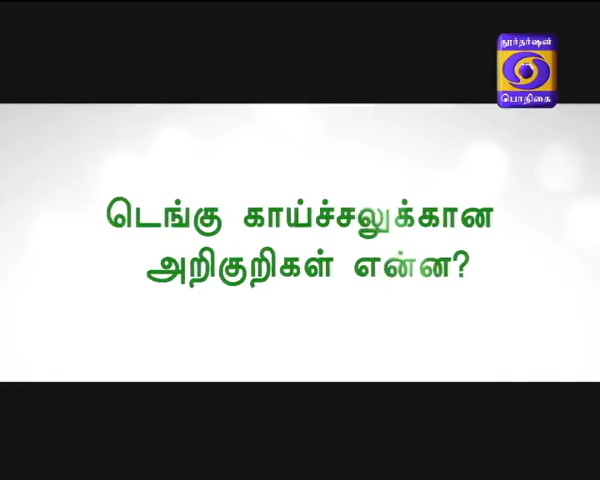 தூர்தர்ஷன்
பொதிகை
டெங்கு காய்ச்சலுக்கான
அறிகுறிகள் என்ன?